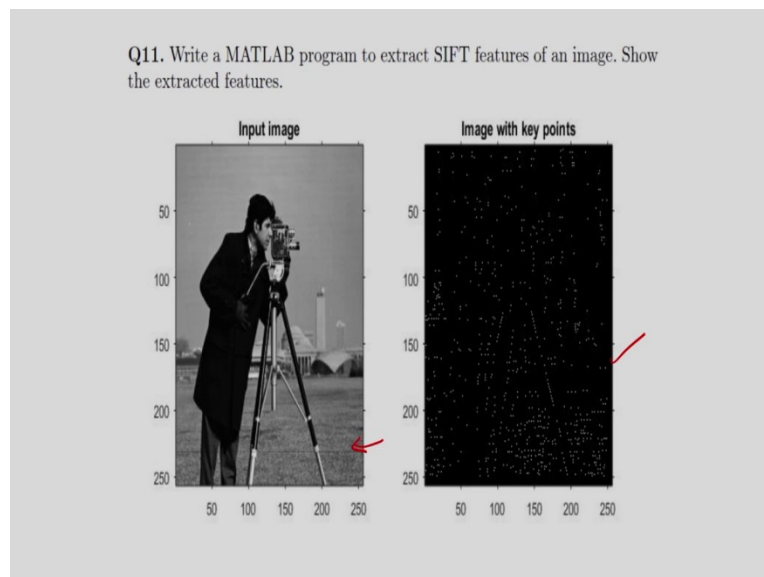 Q11. Write a MATLAB program to extract SIFT features of an image. Show
the extracted features.
Input image
Image with key points
50
100
150
200
250
50 100 150 200 250
50
100
150
200
250
50 100 150 200 250